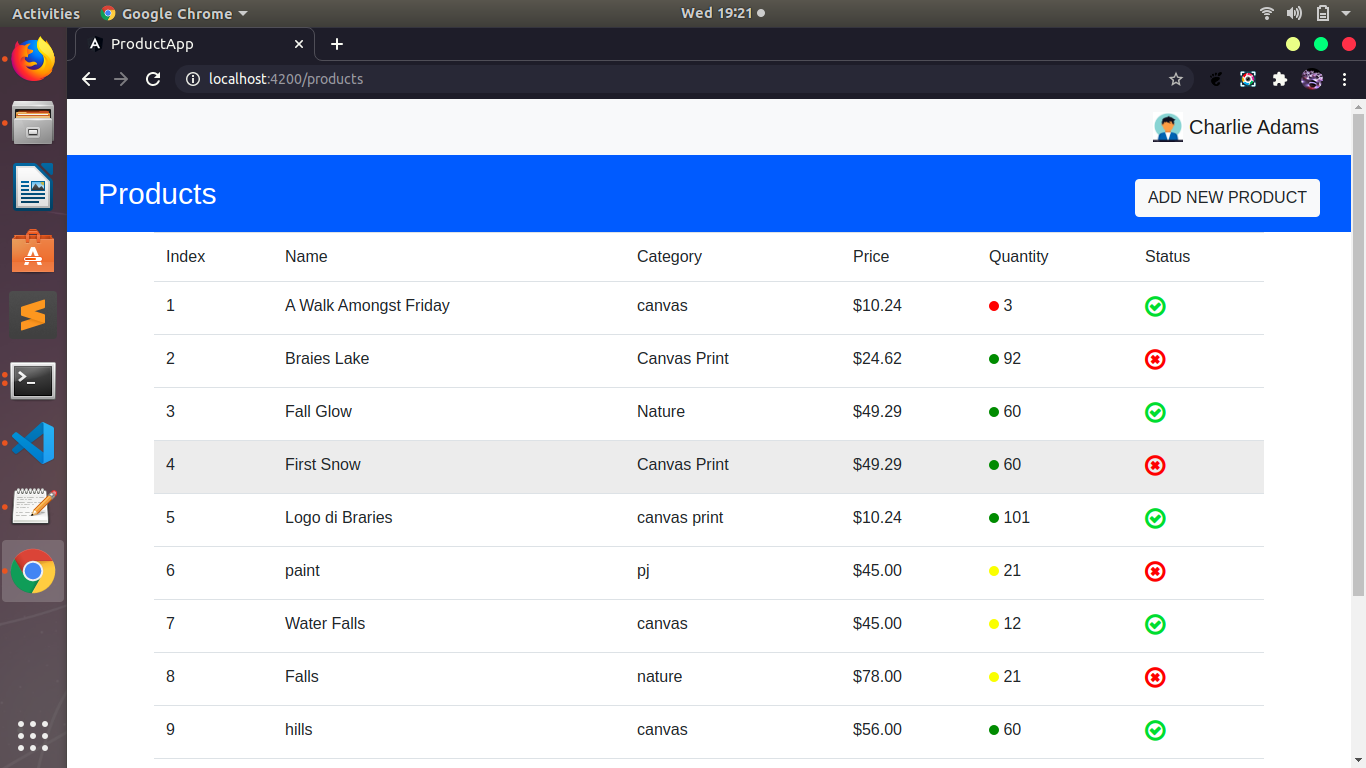 Activities Google Chrome Wed 19:21
ProductApp
localhost:4200/products
Charlie Adams
Products ADD NEW PRODUCT
Index Name Category Price Quantity Status
1 A Walk Amongst Friday canvas $10.24 3
2 Braies Lake Canvas Print $24.62 92
3 Fall Glow Nature $49.29 60
4 First Snow Canvas Print $49.29 60
5 Logo di Braries canvas print $10.24 101
6 paint pj $45.00 21
7 Water Falls canvas $45.00 12
8 Falls nature $78.00 21
9 hills canvas $56.00 60